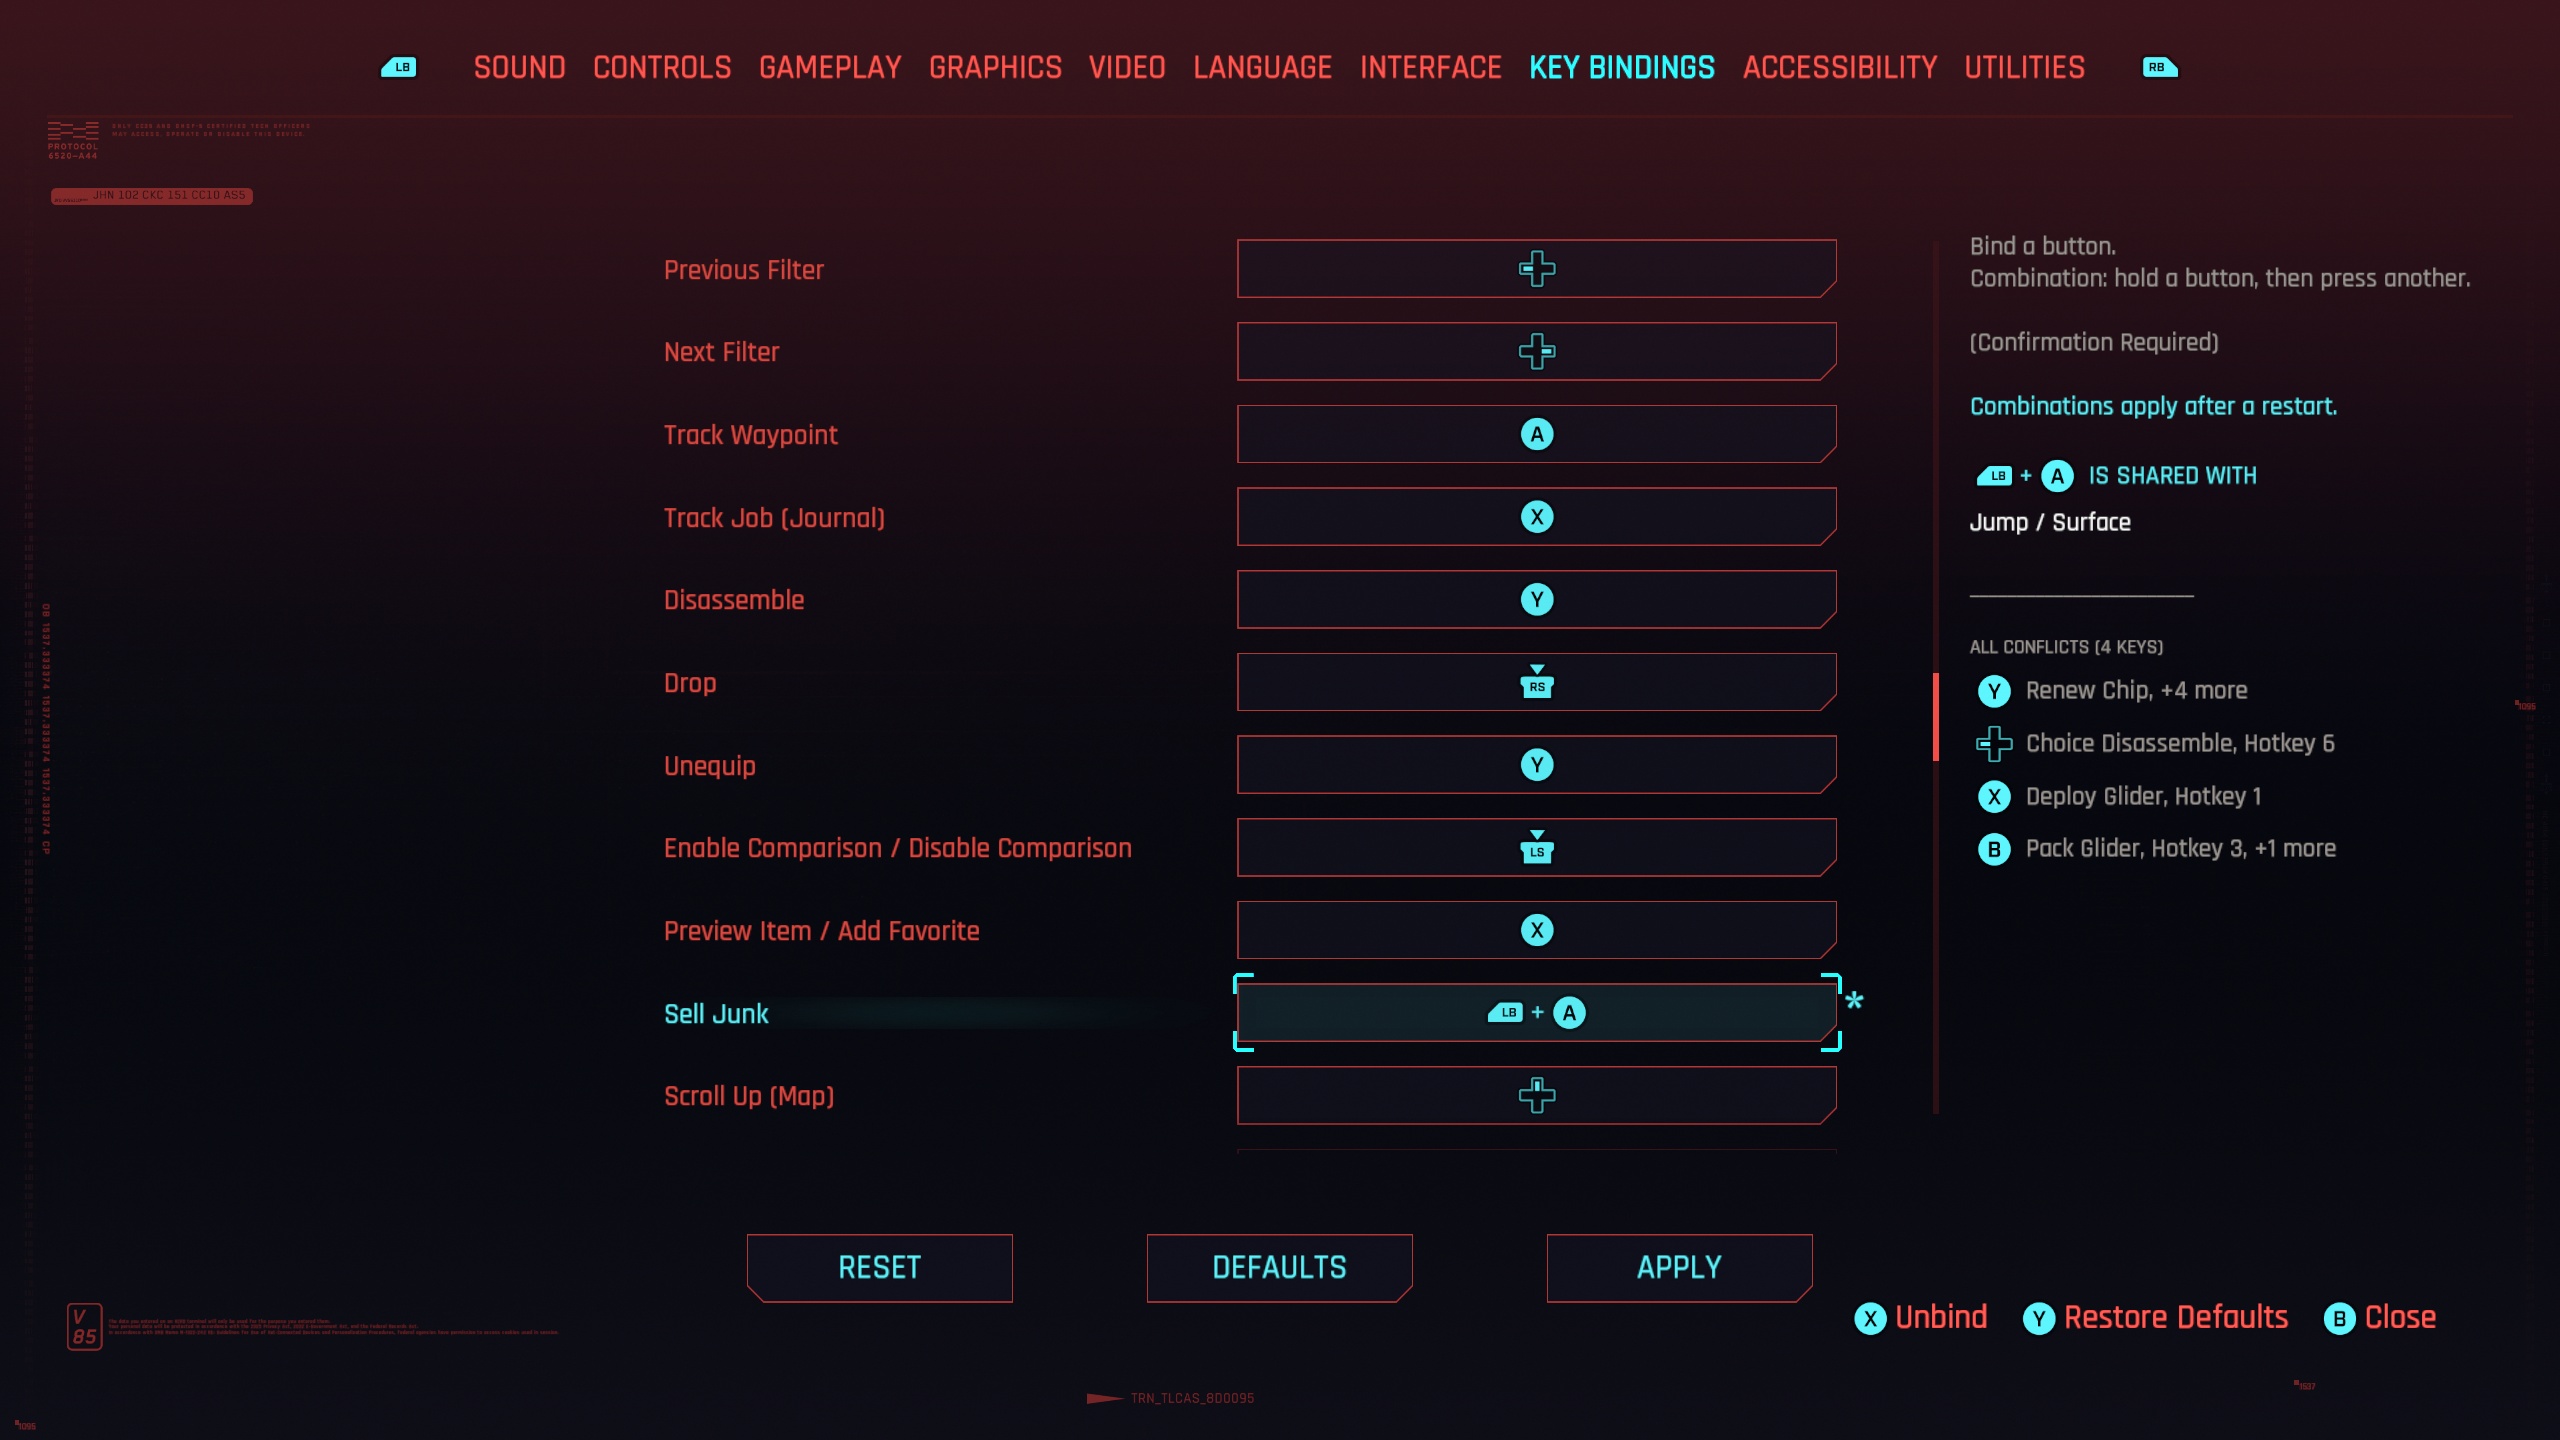 LB SOUND CONTROLS GAMEPLAY GRAPHICS VIDEO LANGUAGE INTERFACE KEY BINDINGS ACCESSIBILITY UTILITIES RB
PROTOCOL
6520-A44
JHN 102 CKC 151 CC10 AS5
Previous Filter
Next Filter
Track Waypoint A
Track Job (Journal) X
Disassemble Y
Drop RS
Unequip Y
Enable Comparison / Disable Comparison LS
Preview Item / Add Favorite X
Sell Junk LB + A *
Scroll Up (Map)
Bind a button.
Combination: hold a button, then press another.
(Confirmation Required)
Combinations apply after a restart.
LB + A IS SHARED WITH
Jump / Surface
ALL CONFLICTS (4 KEYS)
Y Renew Chip, +4 more
Choice Disassemble, Hotkey 6
X Deploy Glider, Hotkey 1
B Pack Glider, Hotkey 3, +1 more
RESET DEFAULTS APPLY
X Unbind Y Restore Defaults B Close
V
85
TRN_TLCAS_8D0095